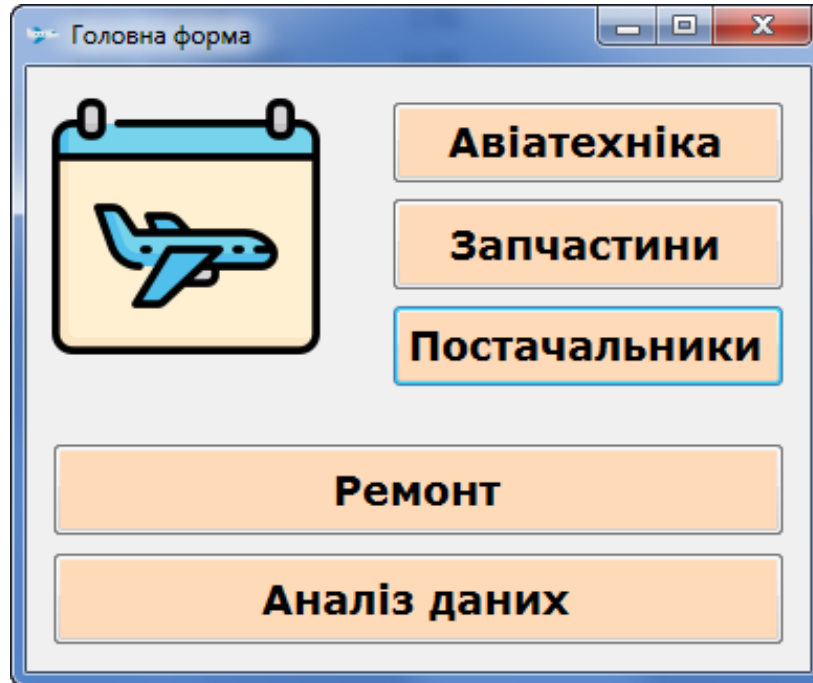 Головна форма
Авіатехніка
Запчастини
Постачальники
Ремонт
Аналіз даних